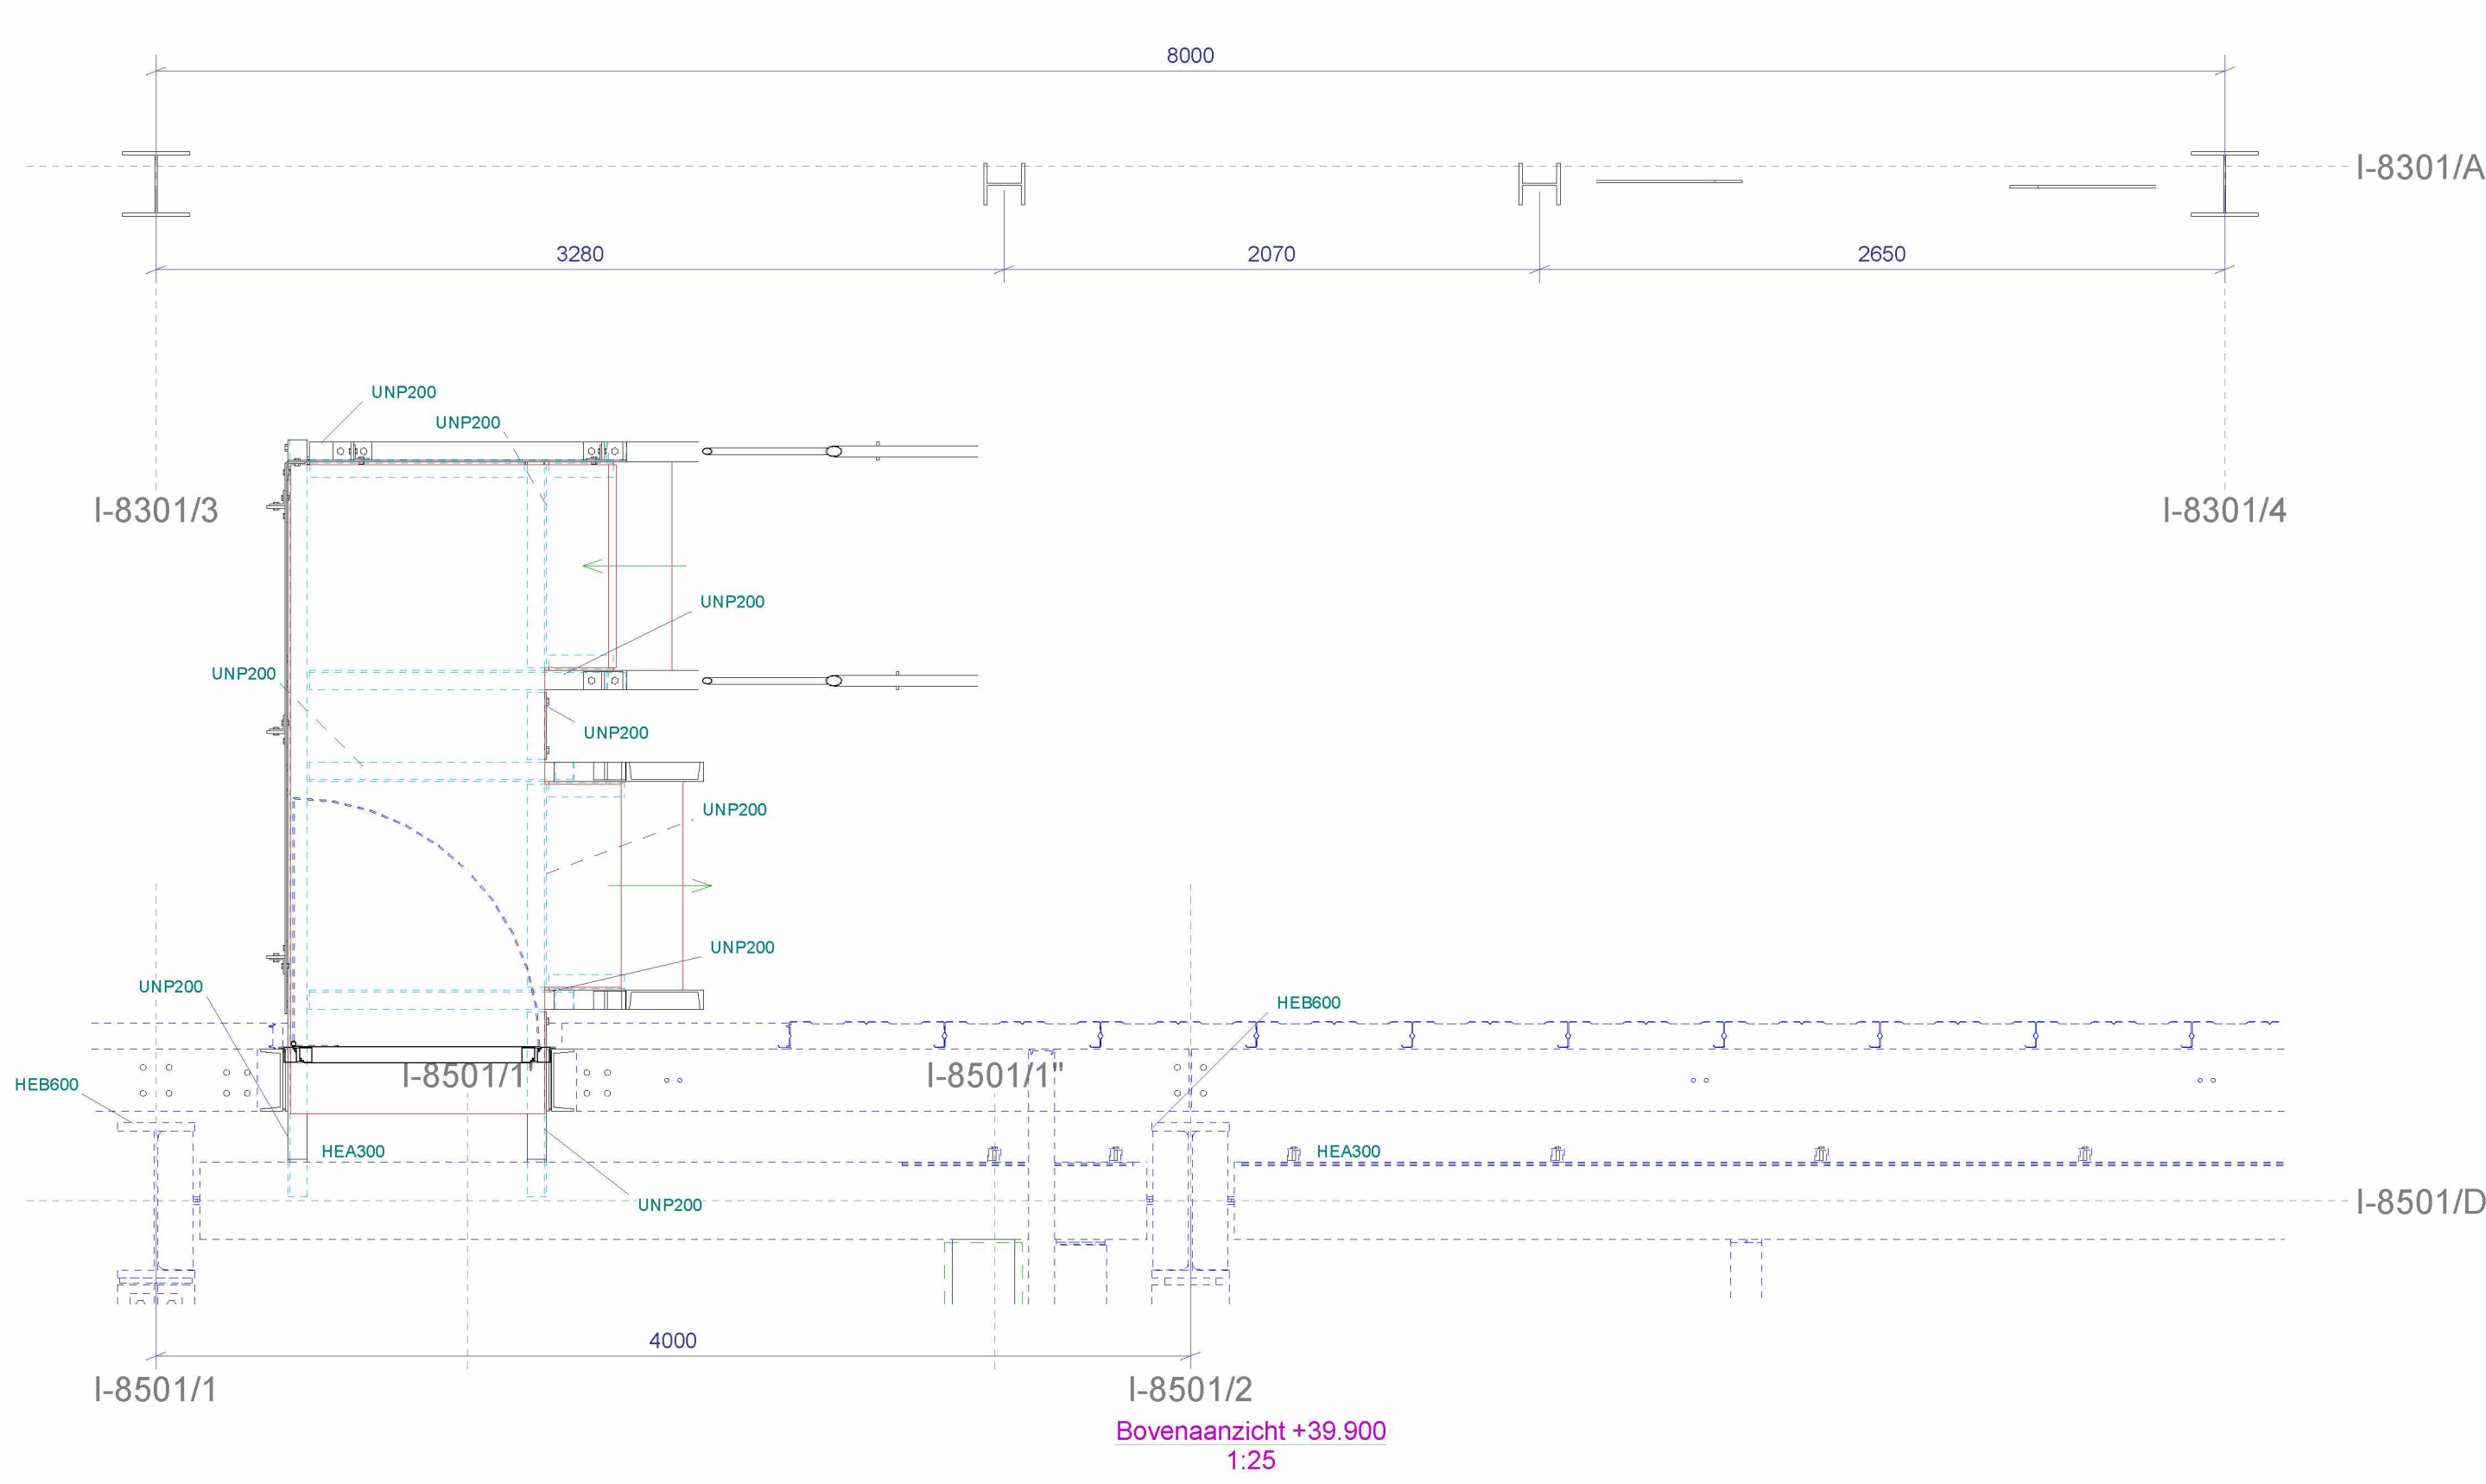 8000
I-8301/A
3280
2070
2650
UNP200
UNP200
I-8301/3
I-8301/4
UNP200
UNP200
UNP200
UNP200
UNP200
UNP200
HEB600
I-8501/1'
I-8501/1"
HEB600
HEA300
HEA300
UNP200
I-8501/D
4000
I-8501/1
I-8501/2
Bovenaanzicht +39.900
1:25